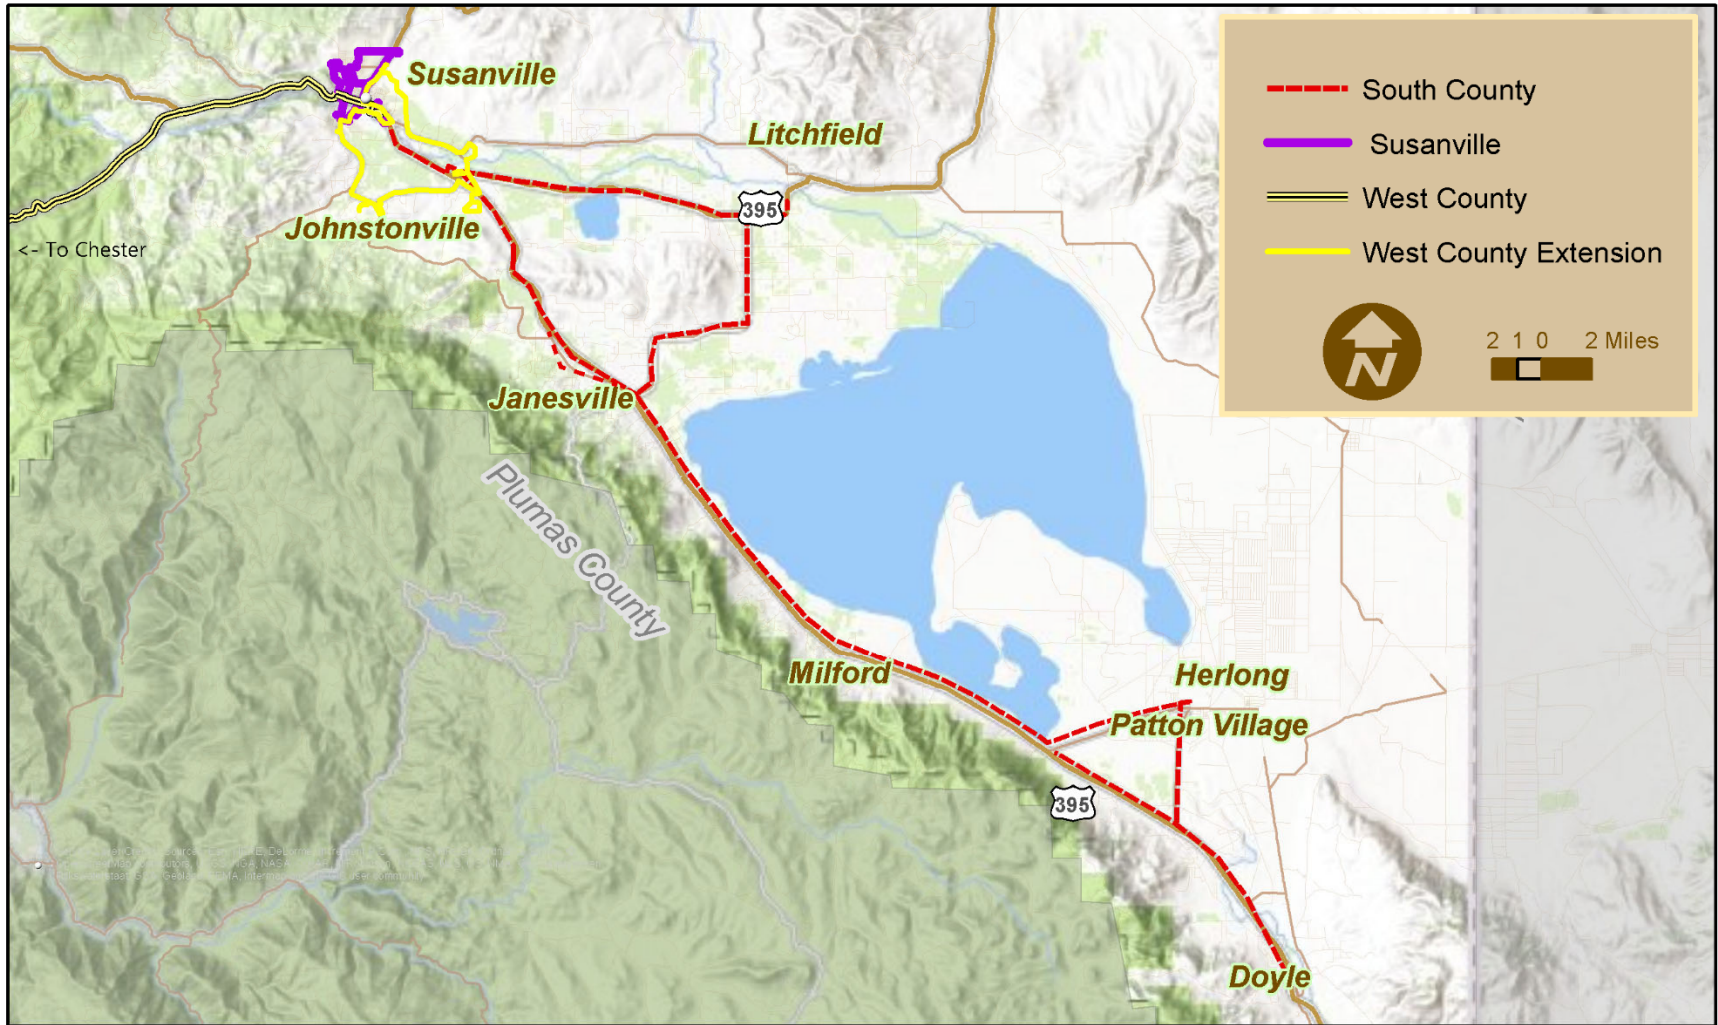 Susanville
Litchfield
395
Johnstonville
<- To Chester
Janesville
Plumas County
Milford
Herlong
Patton Village
395
Doyle
South County
Susanville
West County
West County Extension
N
2 1 0 2 Miles